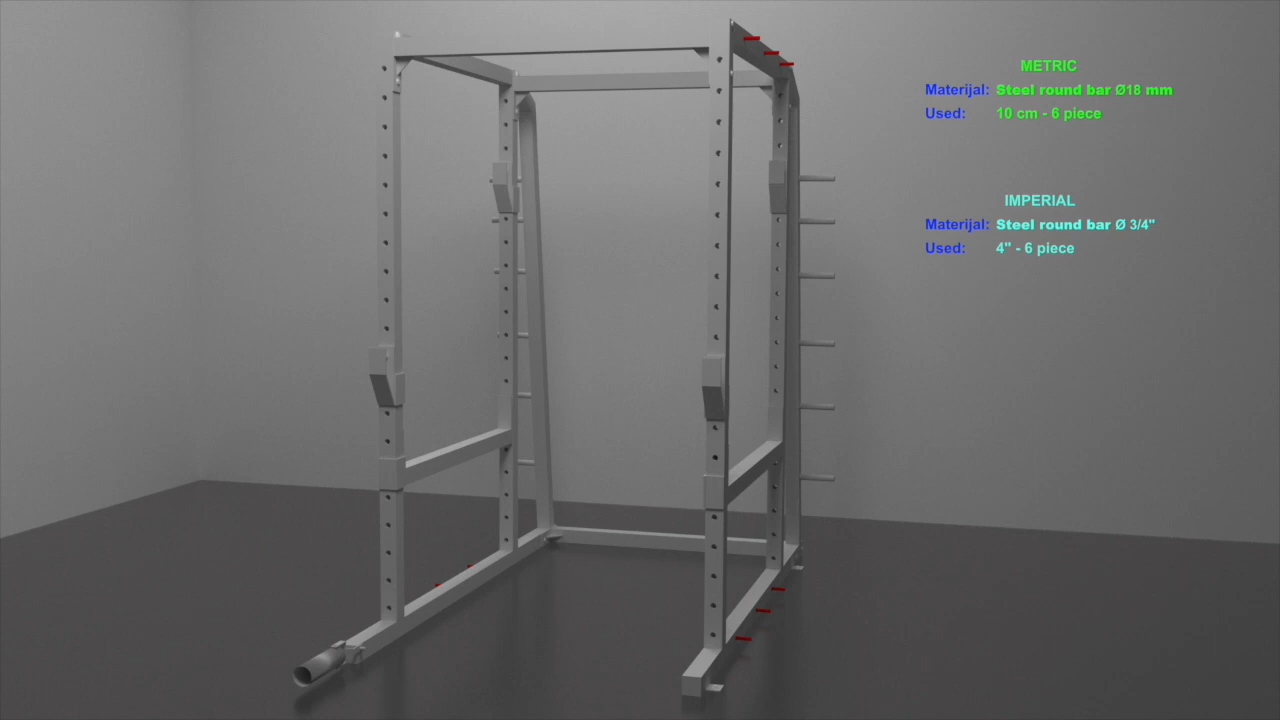 METRIC
Materijal: Steel round bar Ø18 mm
Used: 10 cm - 6 piece
IMPERIAL
Materijal: Steel round bar Ø 3/4"
Used: 4" - 6 piece